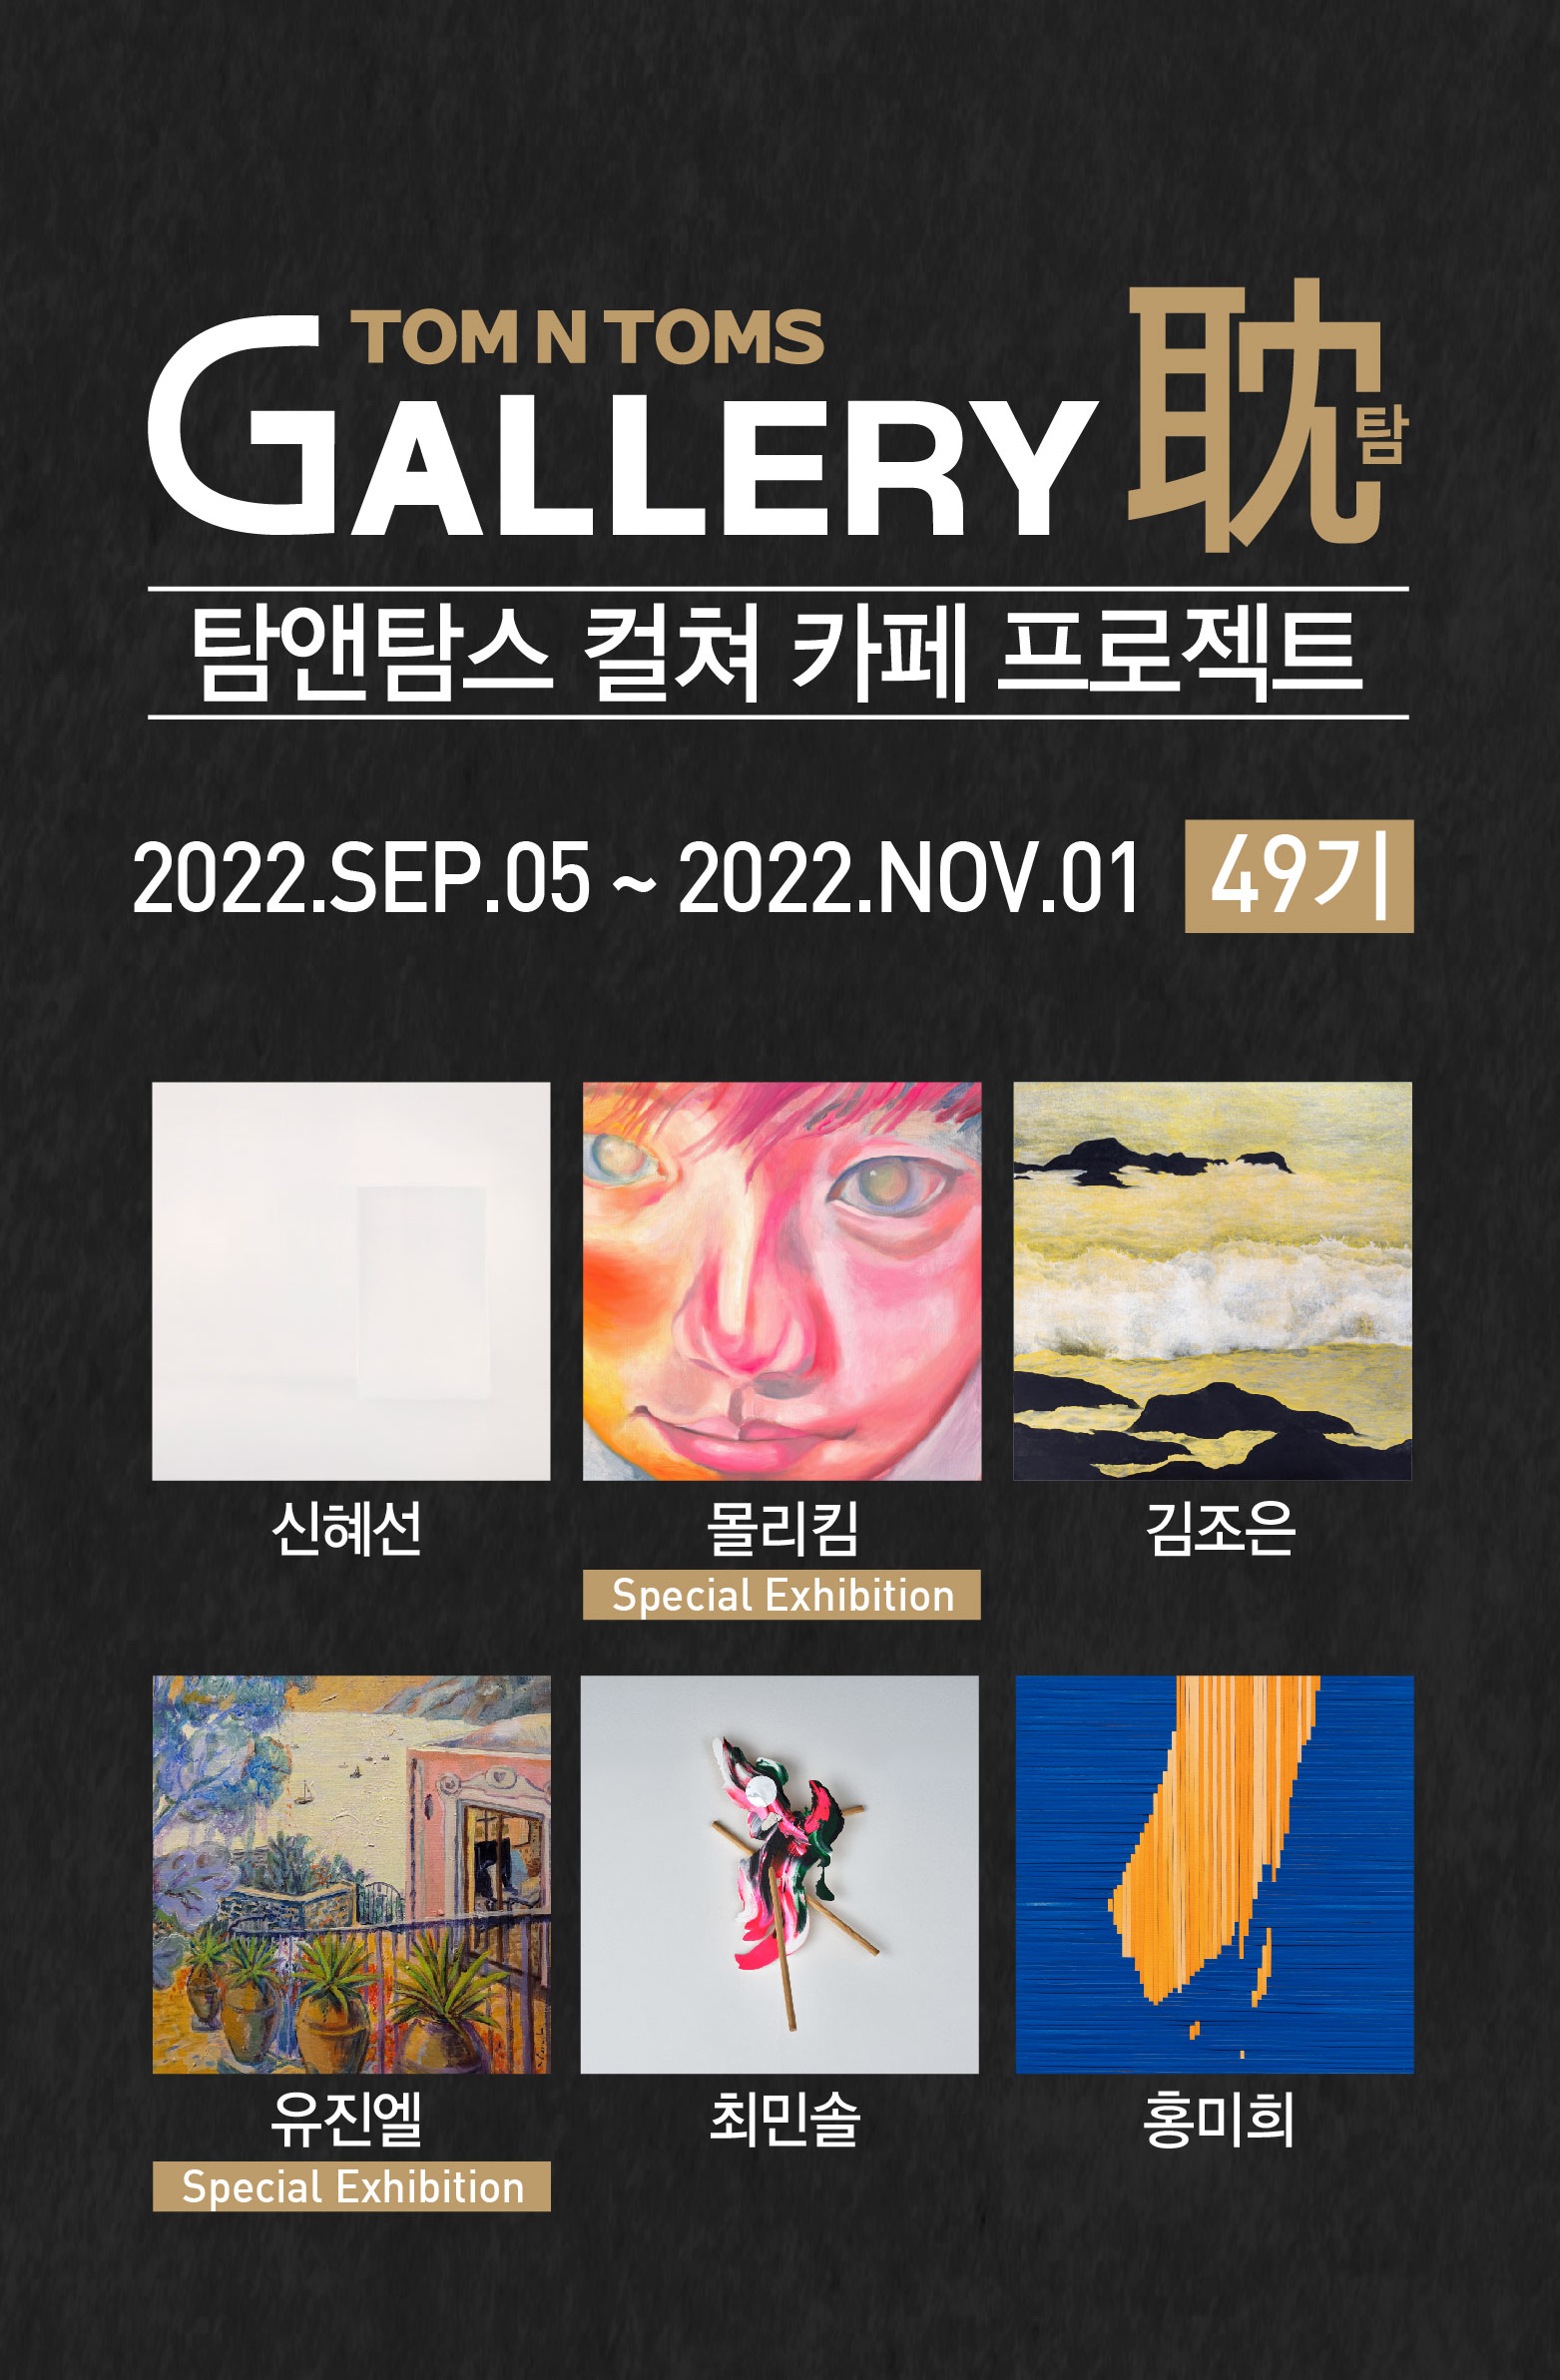 TOM N TOMS
GALLERY 耽 탐
탐앤탐스 컬쳐 카페 프로젝트
2022.SEP.05 ~ 2022.NOV.01 49기
신혜선 몰리킴 김조은
Special Exhibition
유진엘 최민솔 홍미희
Special Exhibition